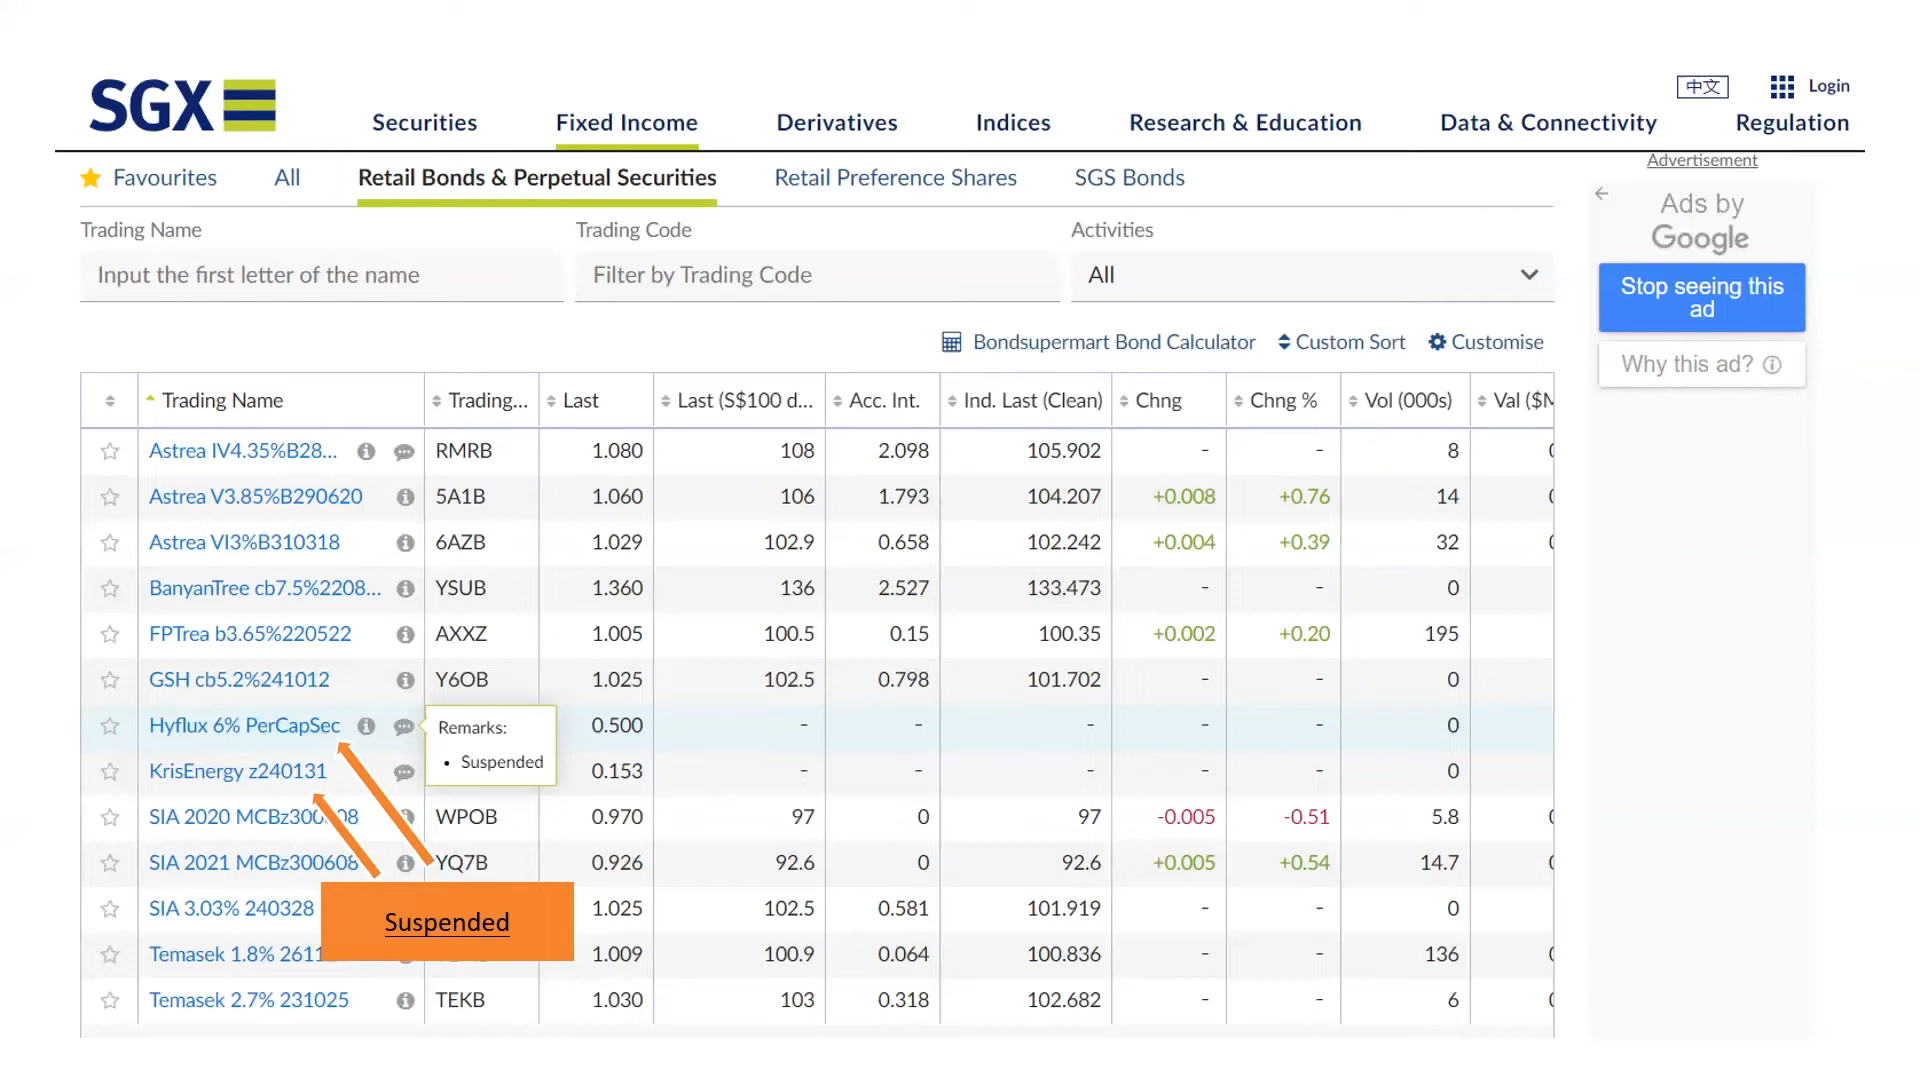 SGX
中文 Login
Securities Fixed Income Derivatives Indices Research & Education Data & Connectivity Regulation
Advertisement
Favourites All Retail Bonds & Perpetual Securities Retail Preference Shares SGS Bonds
Ads by
Google
Stop seeing this
ad
Why this ad?
Trading Name Trading Code Activities
Input the first letter of the name Filter by Trading Code All
Bondsupermart Bond Calculator Custom Sort Customise
Trading Name Trading... Last Last (S$100 d... Acc. Int. Ind. Last (Clean) Chng Chng % Vol (000s) Val ($M
Astrea IV4.35%B28... RMRB 1.080 108 2.098 105.902 - - 8
Astrea V3.85%B290620 5A1B 1.060 106 1.793 104.207 +0.008 +0.76 14
Astrea VI3%B310318 6AZB 1.029 102.9 0.658 102.242 +0.004 +0.39 32
BanyanTree cb7.5%2208... YSUB 1.360 136 2.527 133.473 - - 0
FPTrea b3.65%220522 AXXZ 1.005 100.5 0.15 100.35 +0.002 +0.20 195
GSH cb5.2%241012 Y6OB 1.025 102.5 0.798 101.702 - - 0
Hyflux 6% PerCapSec 0.500 - - - - - 0
Remarks:
• Suspended
KrisEnergy z240131 0.153 - - - - - 0
SIA 2020 MCBz300608 WPOB 0.970 97 0 97 -0.005 -0.51 5.8
SIA 2021 MCBz300608 YQ7B 0.926 92.6 0 92.6 +0.005 +0.54 14.7
SIA 3.03% 240328 1.025 102.5 0.581 101.919 - - 0
Suspended
Temasek 1.8% 2611 1.009 100.9 0.064 100.836 - - 136
Temasek 2.7% 231025 TEKB 1.030 103 0.318 102.682 - - 6